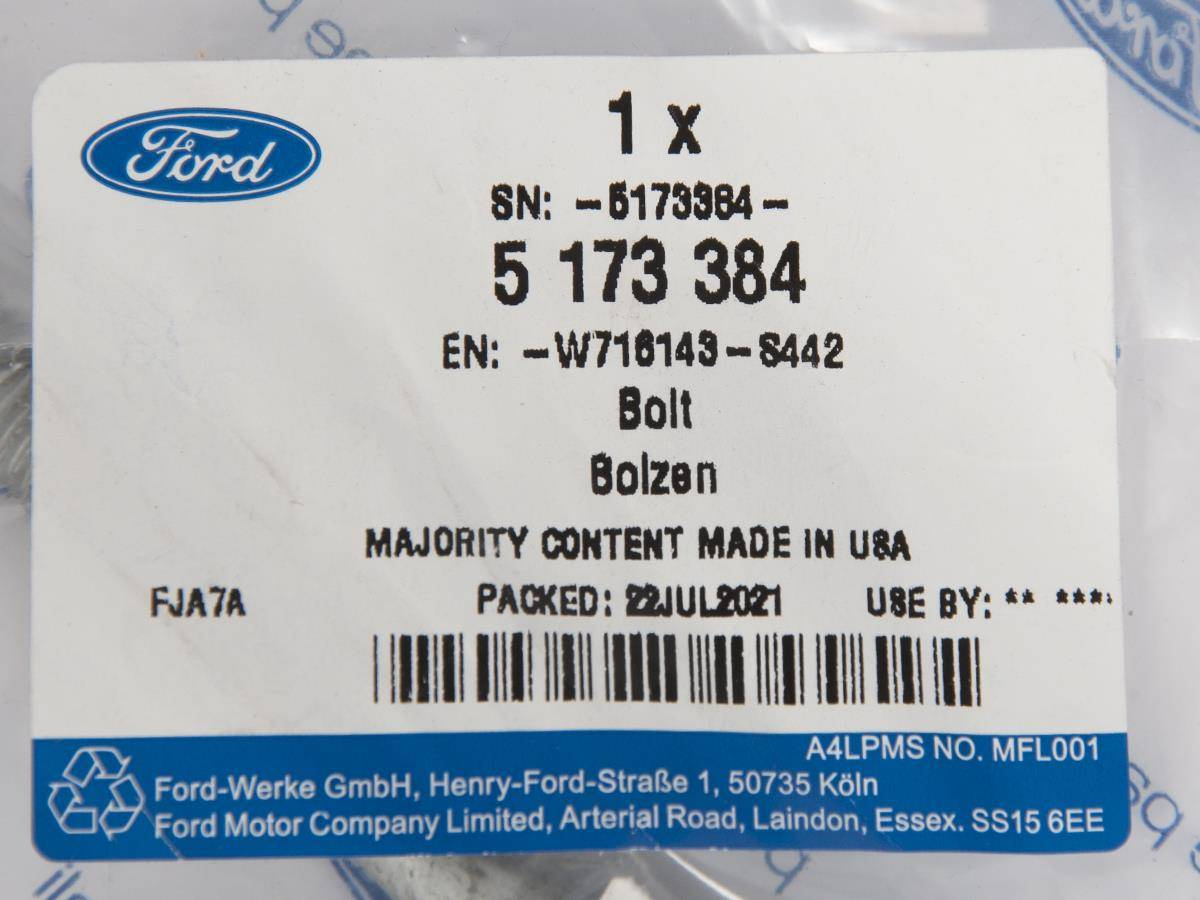 Ford
1 x
SN: -5173384-
5 173 384
EN: -W716143-S442
Bolt
Bolzen
MAJORITY CONTENT MADE IN USA
FJA7A PACKED: 22JUL2021 USE BY: ** ***
A4LPMS NO. MFL001
Ford-Werke GmbH, Henry-Ford-Straße 1, 50735 Köln
Ford Motor Company Limited, Arterial Road, Laindon, Essex. SS15 6EE